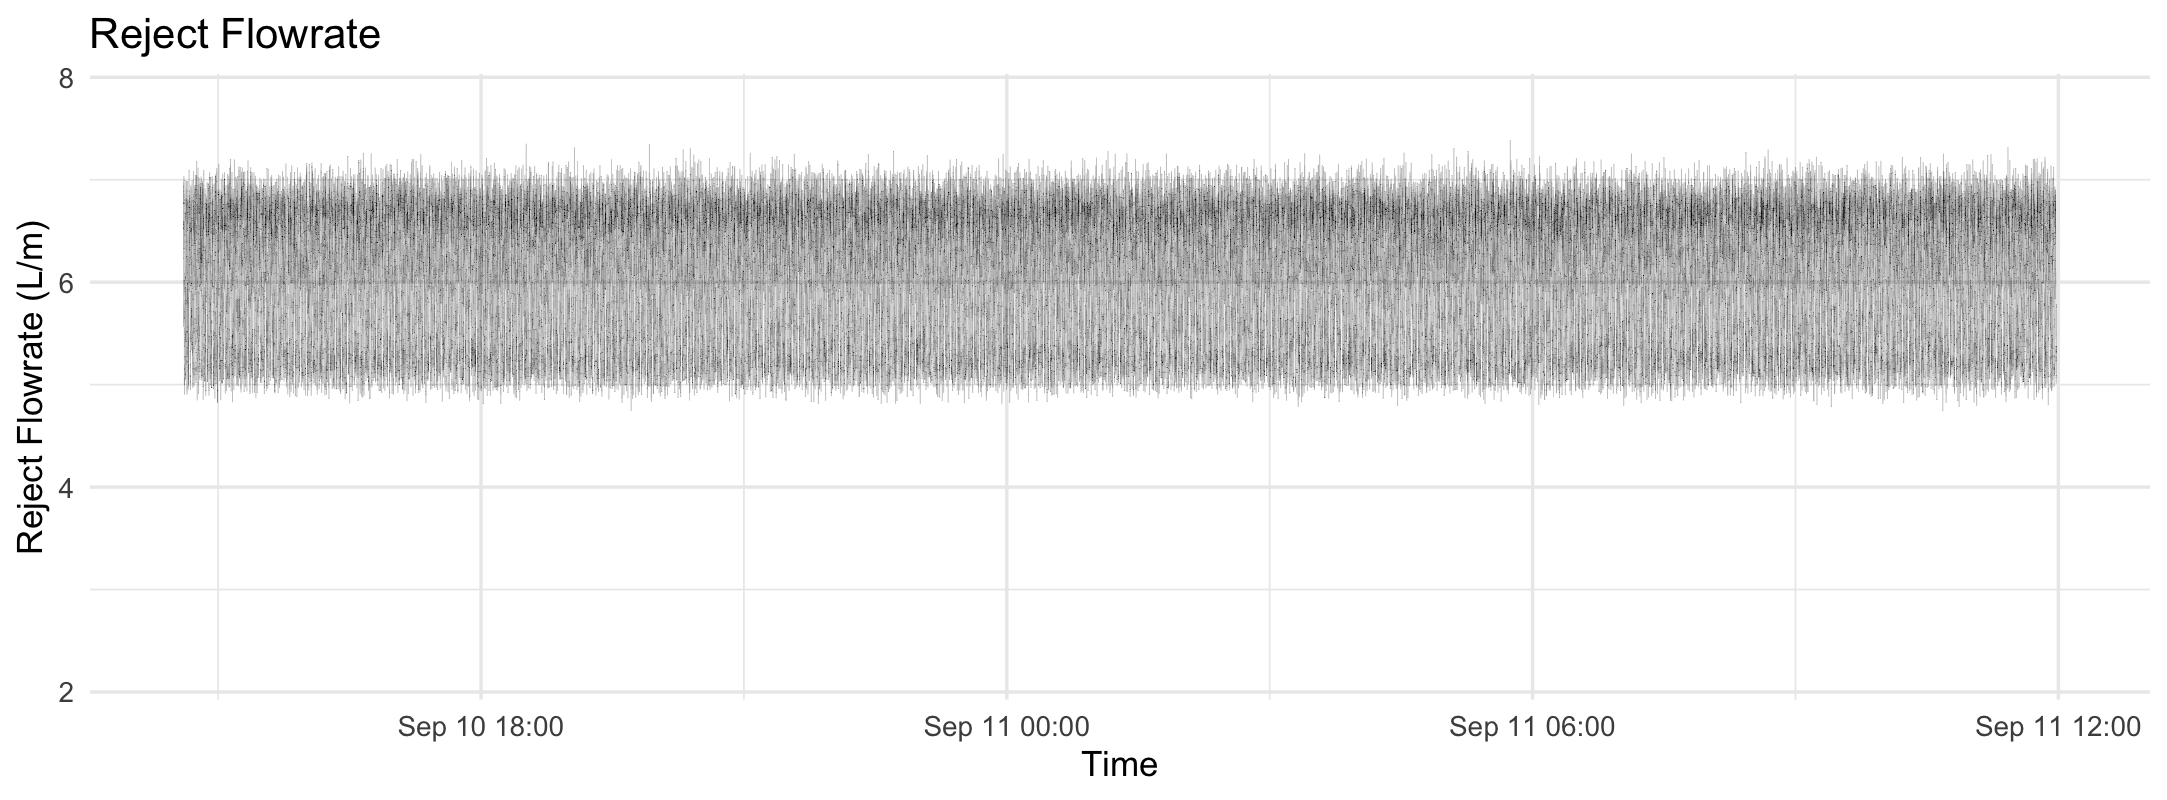 Reject Flowrate
Reject Flowrate (L/m)
8
6
4
2
Sep 10 18:00
Sep 11 00:00
Sep 11 06:00
Sep 11 12:00
Time